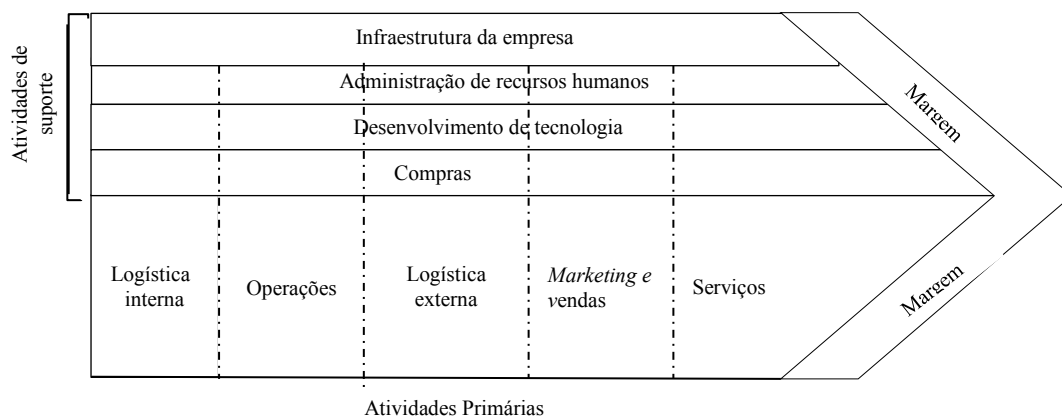 Atividades de
suporte
Infraestrutura da empresa
Administração de recursos humanos
Desenvolvimento de tecnologia
Compras
Margem
Logística
interna
Operações
Logística
externa
Marketing e
vendas
Serviços
Margem
Atividades Primárias